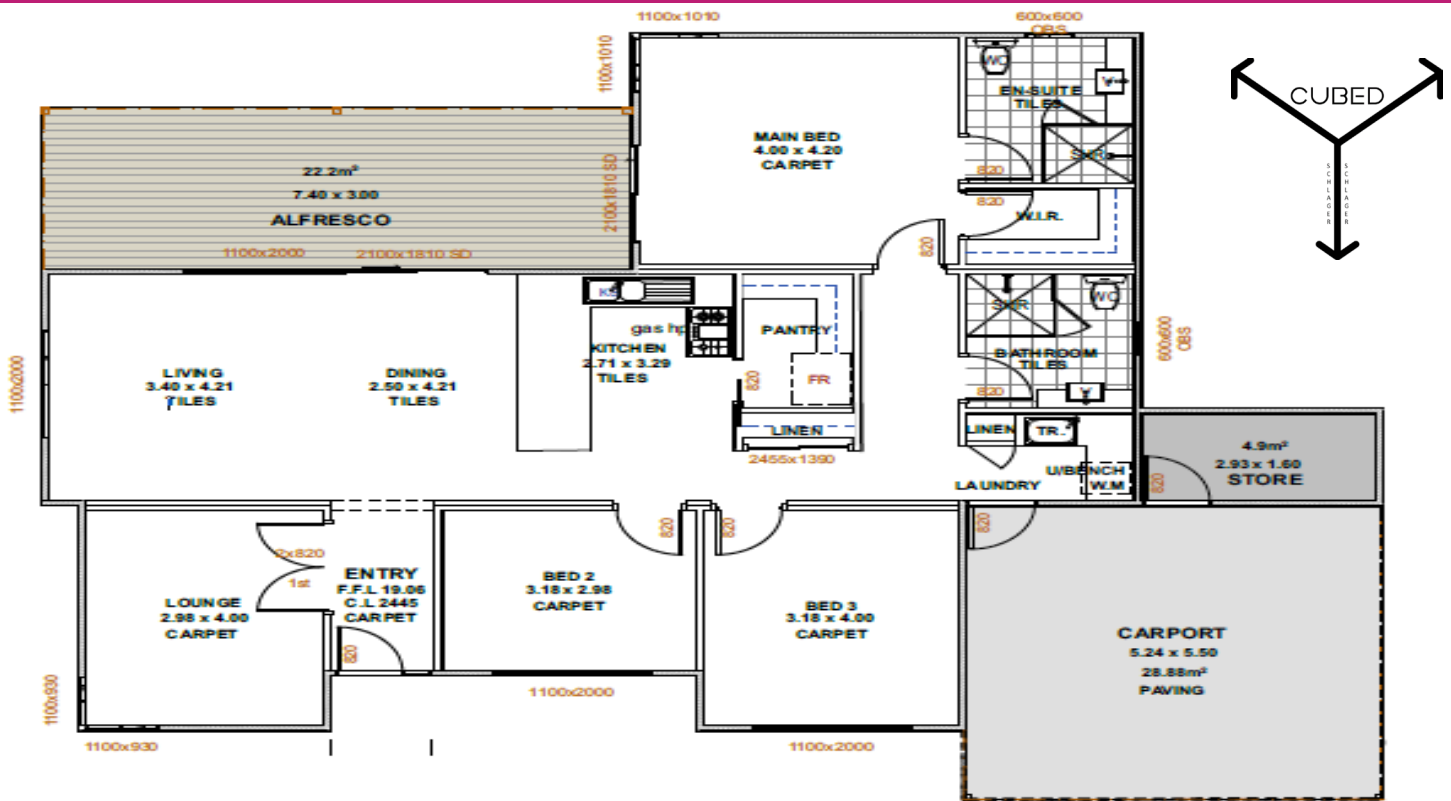 1100x1010
600x600
OBS
1100x1010
WC
V
EN-SUITE
TILES
CUBED
SCHLAGER
SCHLAGER
MAIN BED
4.00 x 4.20
CARPET
SHR
820
22.2m²
7.40 x 3.00
ALFRESCO
2100x1810 SD
820
W.I.R.
820
1100x2000
2100x1810 SD
WC
SHR
gas hp
KITCHEN
2.71 x 3.29
TILES
PANTRY
FR
820
BATHROOM
TILES
820
V
600x600
OBS
1100x2000
LIVING
3.40 x 4.21
TILES
DINING
2.50 x 4.21
TILES
LINEN
2455x1390
LINEN
TR.
U/BENCH
W.M
LAUNDRY
4.9m²
2.93 x 1.60
STORE
820
820
820
820
2x820
1st
ENTRY
F.F.L 19.06
C.L 2445
CARPET
820
LOUNGE
2.98 x 4.00
CARPET
BED 2
3.18 x 2.98
CARPET
BED 3
3.18 x 4.00
CARPET
CARPORT
5.24 x 5.50
28.88m²
PAVING
1100x930
1100x930
1100x2000
1100x2000